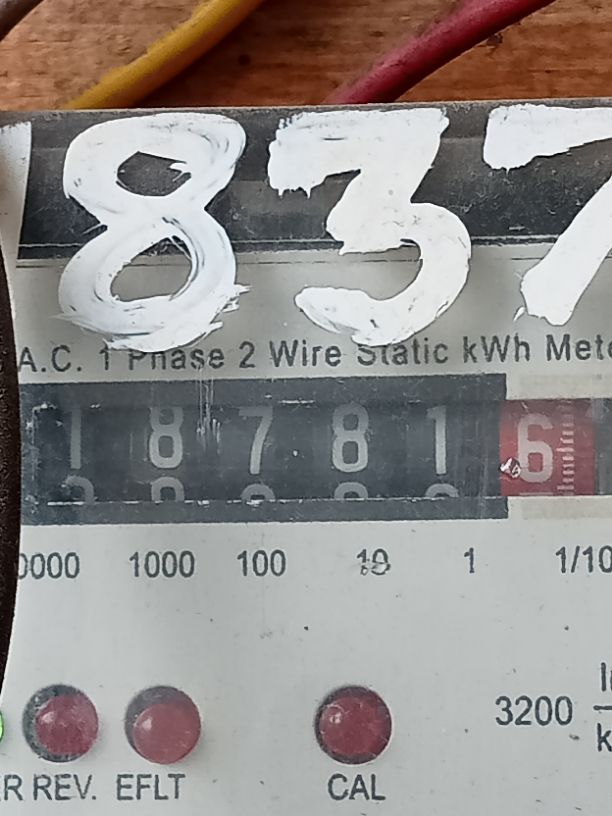 837
A.C. 1 Phase 2 Wire Static kWh Mete
1 8 7 8 1 6
0000 1000 100 10 1 1/10
3200
R REV. EFLT CAL